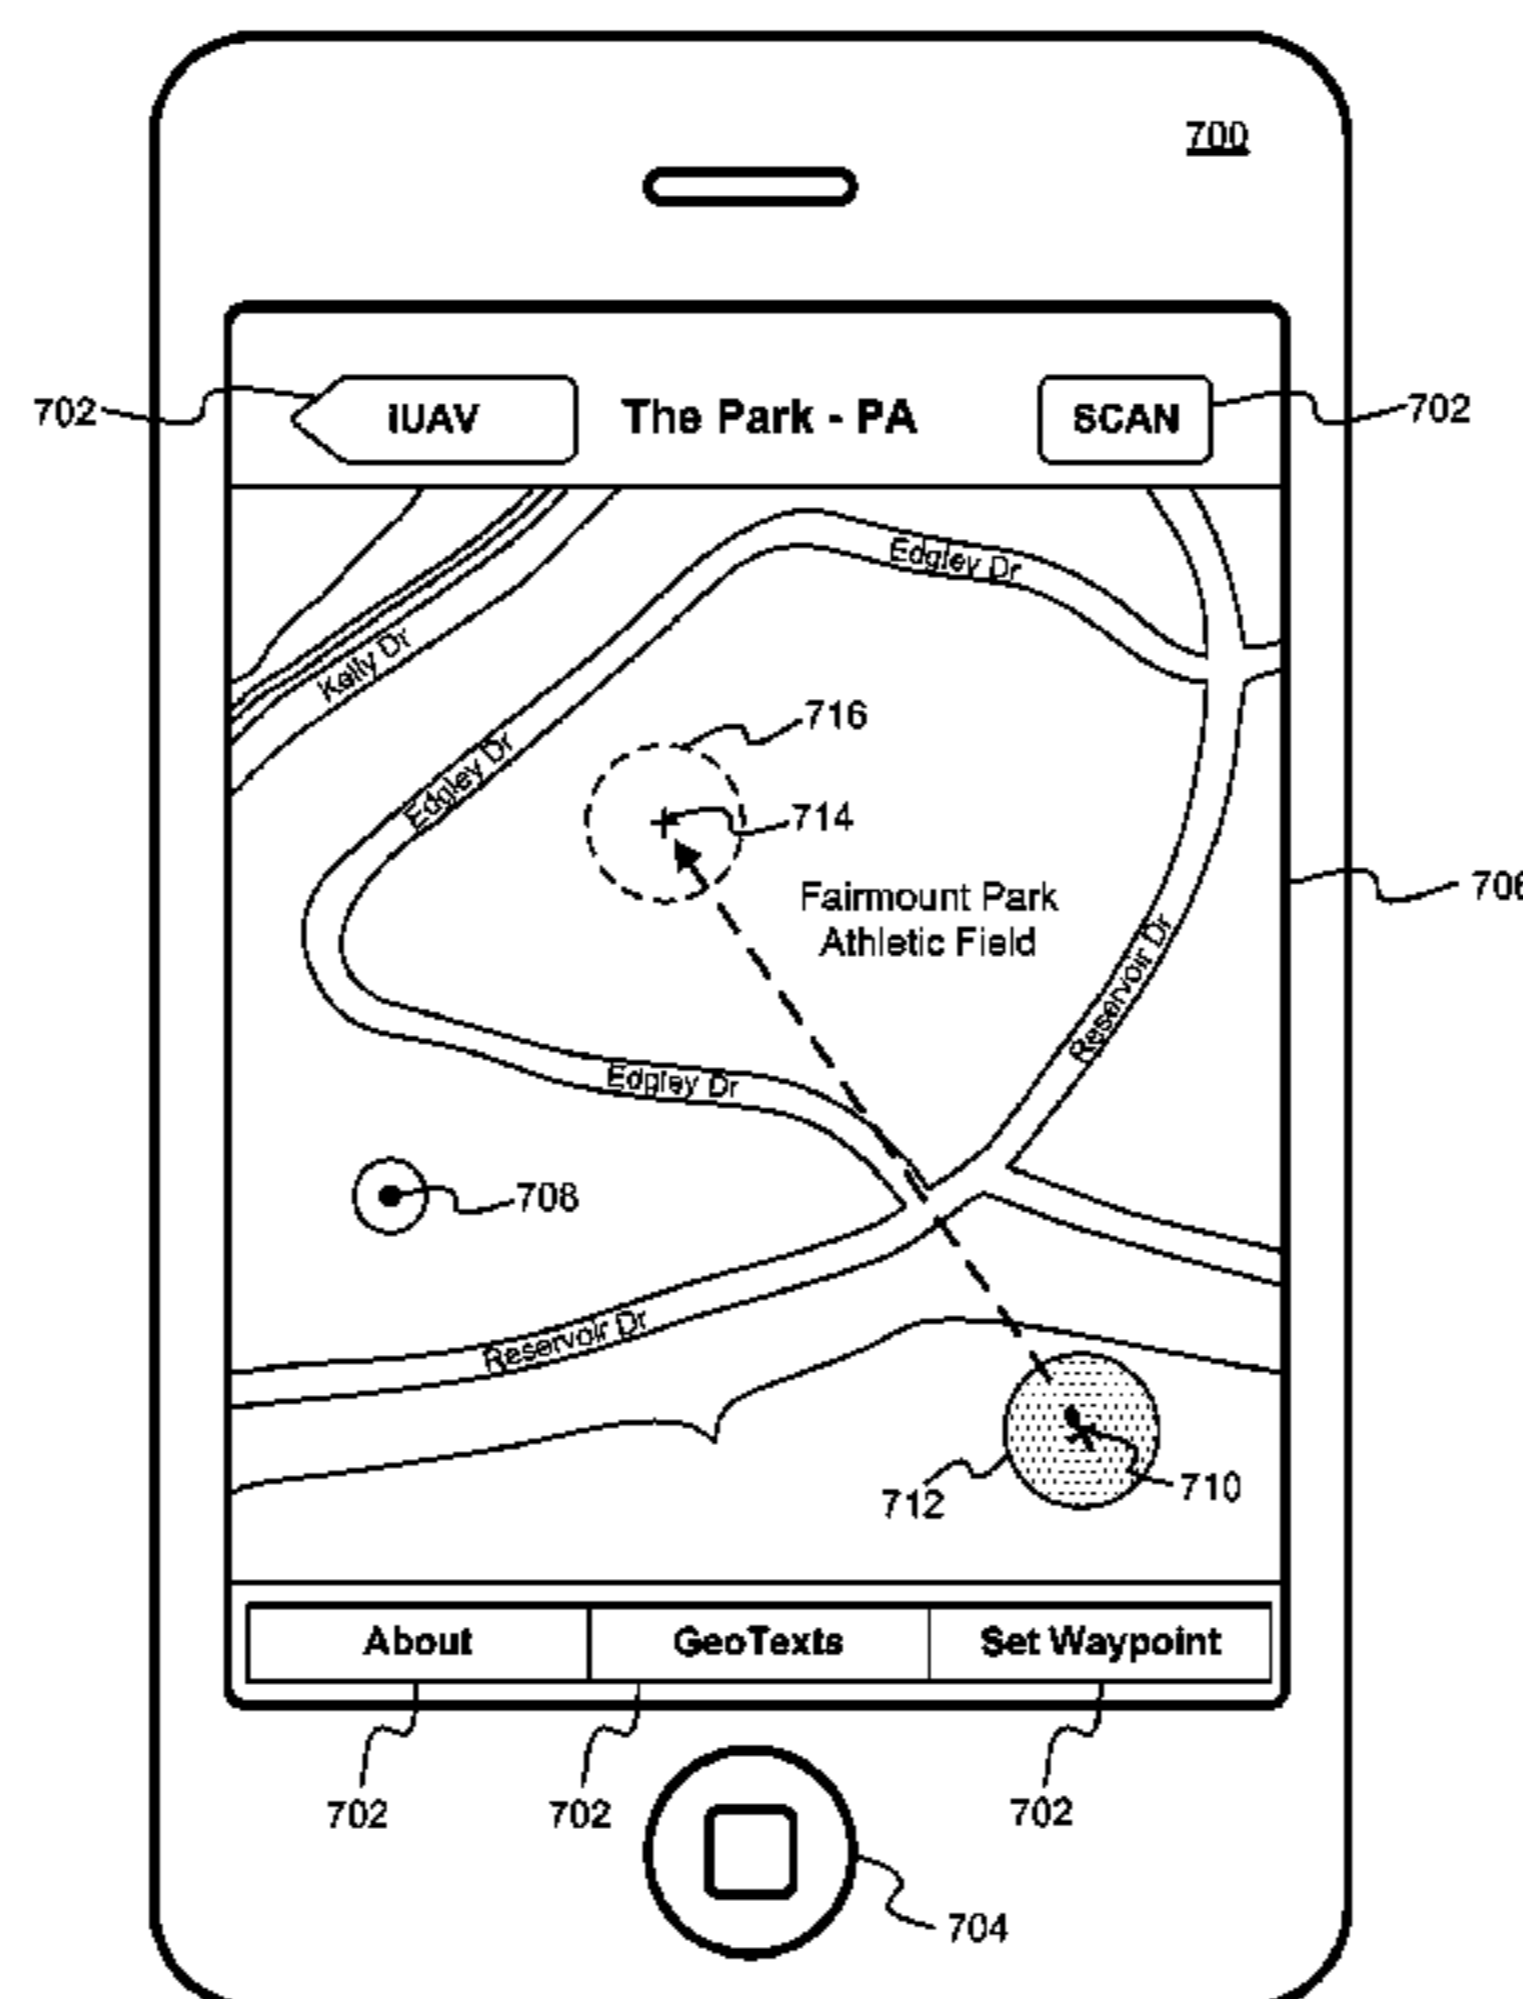 700
702
iUAV
The Park - PA
SCAN
702
Edgley Dr
Kelly Dr
716
Edgley Dr
714
Fairmount Park
Athletic Field
706
Reservoir Dr
Edgley Dr
708
Reservoir Dr
712
710
About
GeoTexts
Set Waypoint
702
702
702
704